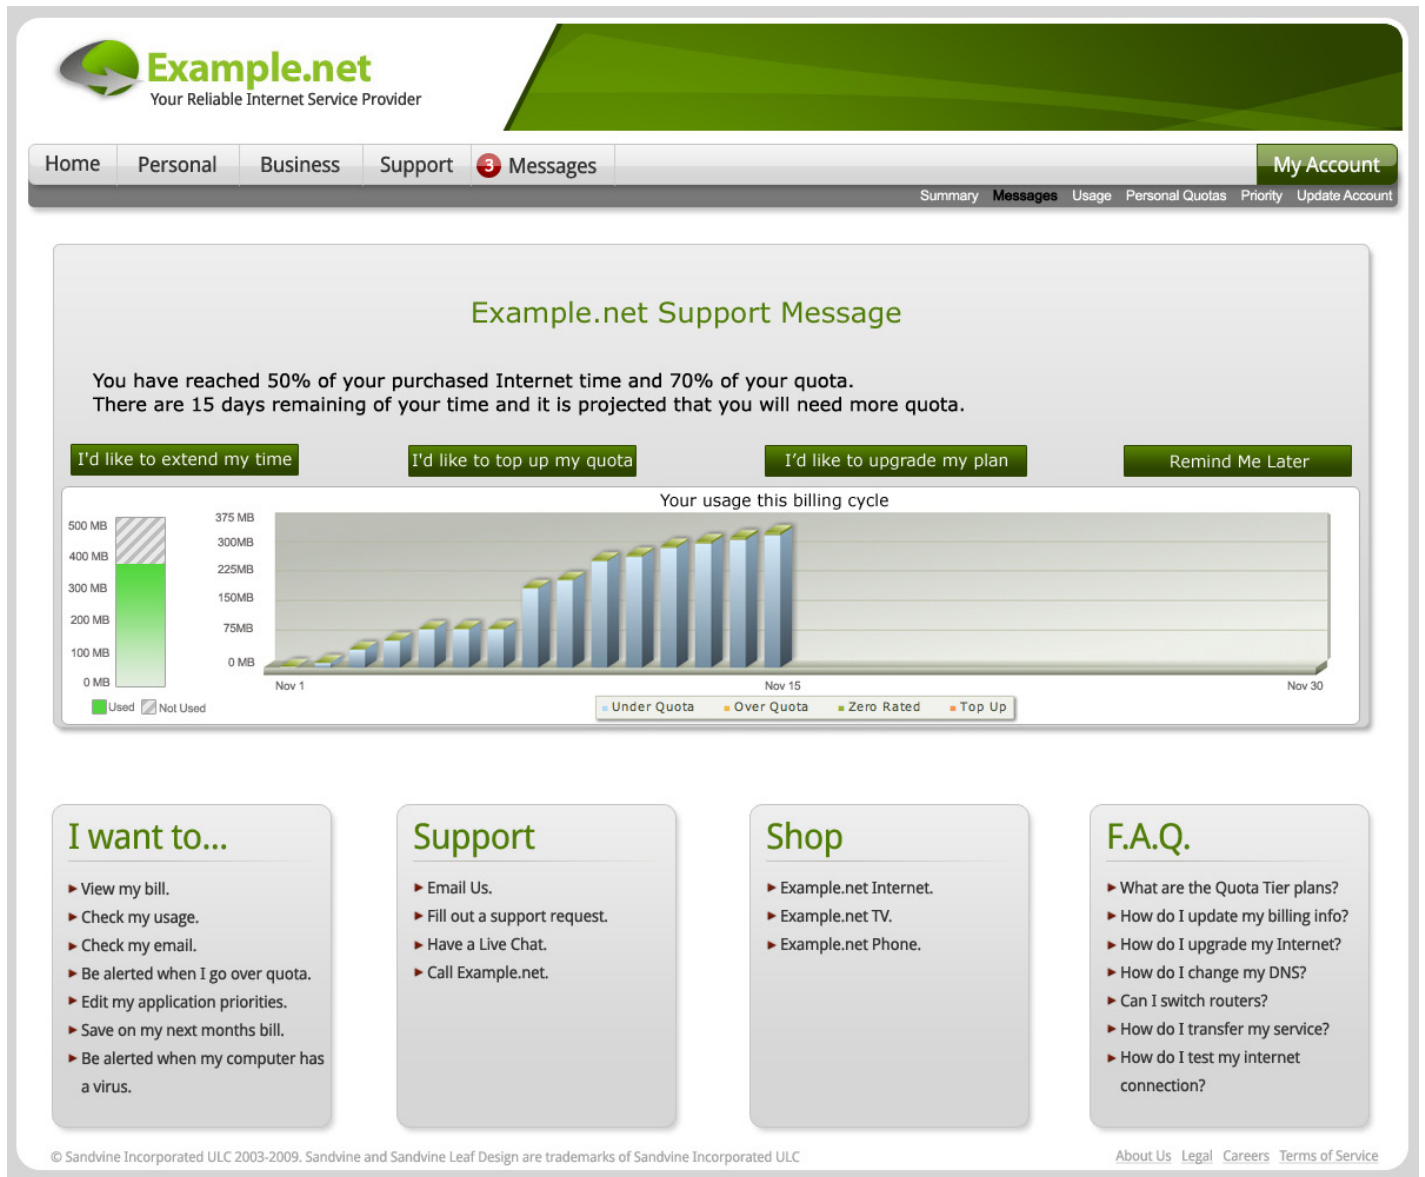 Example.net
Your Reliable Internet Service Provider
Home Personal Business Support 3 Messages My Account
Summary Messages Usage Personal Quotas Priority Update Account
Example.net Support Message
You have reached 50% of your purchased Internet time and 70% of your quota.
There are 15 days remaining of your time and it is projected that you will need more quota.
I'd like to extend my time
I'd like to top up my quota
I'd like to upgrade my plan
Remind Me Later
Your usage this billing cycle
500 MB
400 MB
300 MB
200 MB
100 MB
0 MB
Used Not Used
375 MB
300MB
225MB
150MB
75MB
0 MB
Nov 1 Nov 15 Nov 30
Under Quota Over Quota Zero Rated Top Up
I want to...
View my bill.
Check my usage.
Check my email.
Be alerted when I go over quota.
Edit my application priorities.
Save on my next months bill.
Be alerted when my computer has
a virus.
Support
Email Us.
Fill out a support request.
Have a Live Chat.
Call Example.net.
Shop
Example.net Internet.
Example.net TV.
Example.net Phone.
F.A.Q.
What are the Quota Tier plans?
How do I update my billing info?
How do I upgrade my Internet?
How do I change my DNS?
Can I switch routers?
How do I transfer my service?
How do I test my internet
connection?
© Sandvine Incorporated ULC 2003-2009. Sandvine and Sandvine Leaf Design are trademarks of Sandvine Incorporated ULC
About Us Legal Careers Terms of Service